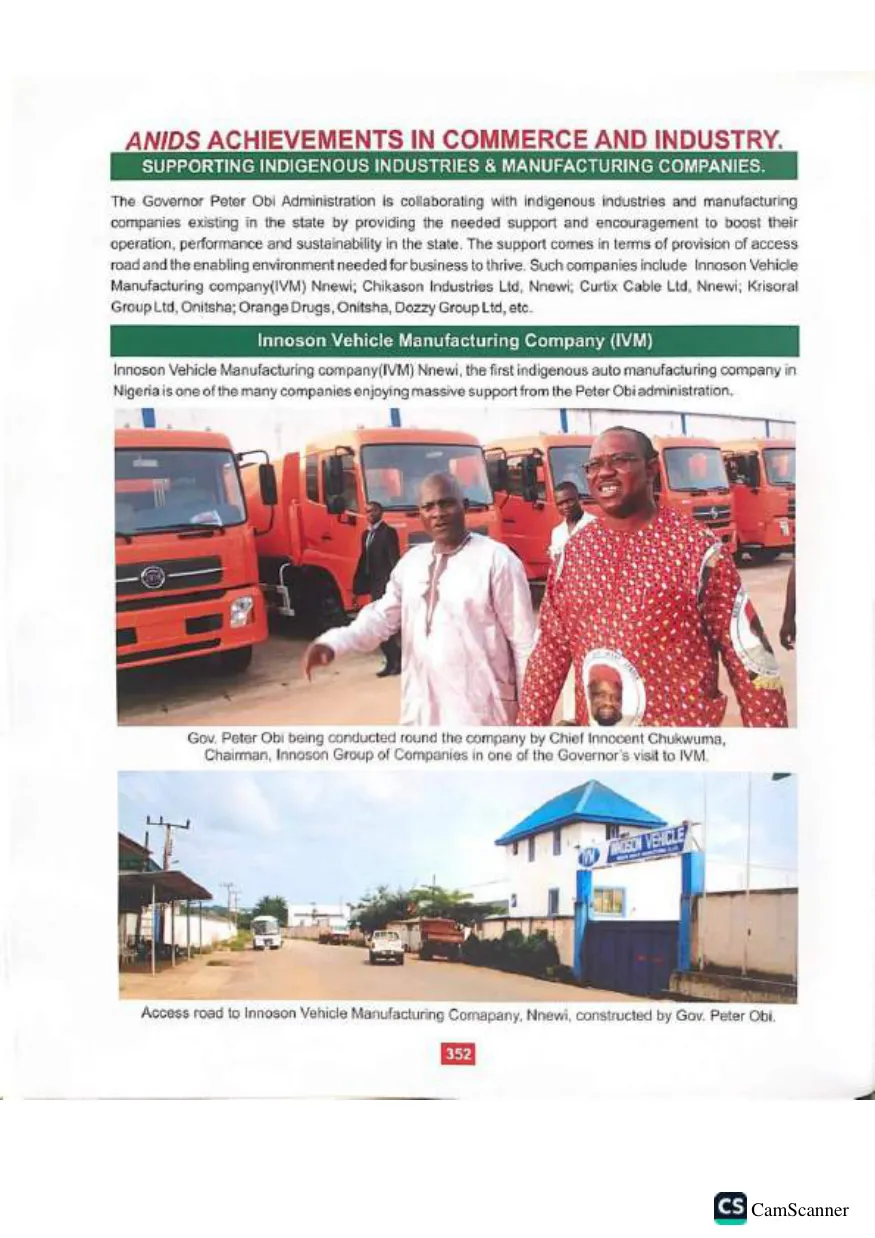 ANIDS ACHIEVEMENTS IN COMMERCE AND INDUSTRY.
SUPPORTING INDIGENOUS INDUSTRIES & MANUFACTURING COMPANIES.
The Governor Peter Obi Administration is collaborating with indigenous industries and manufacturing
companies existing in the state by providing the needed support and encouragement to boost their
operation, performance and sustainability in the state. The support comes in terms of provision of access
road and the enabling environment needed for business to thrive. Such companies include Innoson Vehicle
Manufacturing company(IVM) Nnewi; Chikason Industries Ltd, Nnewi; Curtix Cable Ltd, Nnewi; Krisoral
Group Ltd, Onitsha; Orange Drugs, Onitsha, Dozzy Group Ltd, etc.
Innoson Vehicle Manufacturing Company (IVM)
Innoson Vehicle Manufacturing company(IVM) Nnewi, the first indigenous auto manufacturing company in
Nigeria is one of the many companies enjoying massive support from the Peter Obi administration.
Gov. Peter Obi being conducted round the company by Chief Innocent Chukwuma,
Chairman, Innoson Group of Companies in one of the Governor's visit to IVM.
IVM INNOSON VEHICLE
Access road to Innoson Vehicle Manufacturing Comapany, Nnewi, constructed by Gov. Peter Obi.
352
CS CamScanner